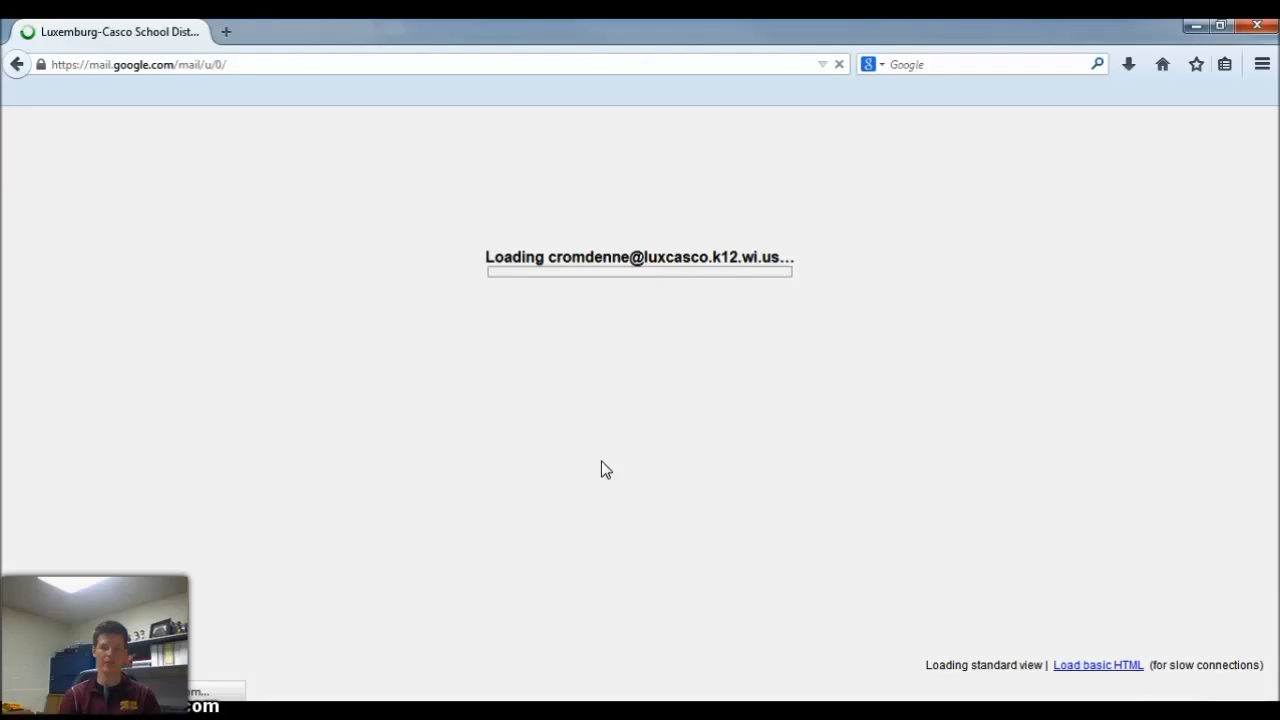 Luxemburg-Casco School Dist...
https://mail.google.com/mail/u/0/
Google
Loading cromdenne@luxcasco.k12.wi.us...
Loading standard view | Load basic HTML (for slow connections)
om...
com